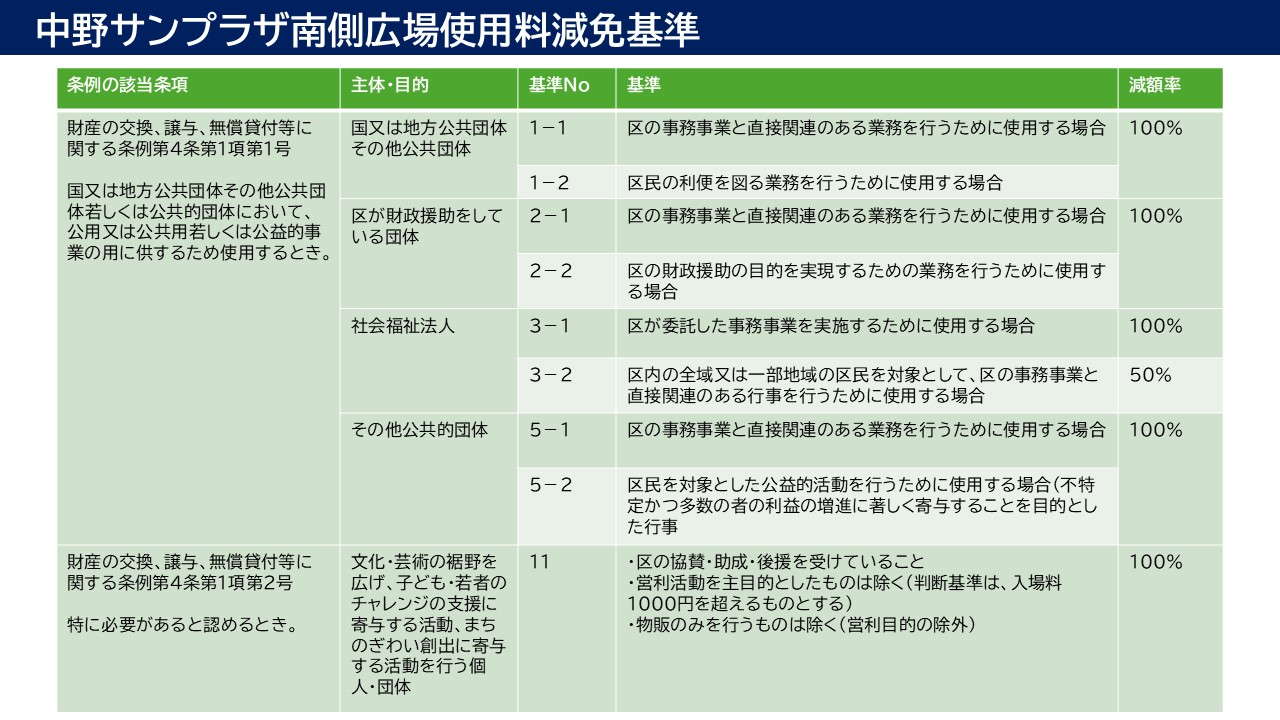 中野サンプラザ南側広場使用料減免基準
条例の該当条項
主体・目的
基準No
基準
減額率
財産の交換、譲与、無償貸付等に
関する条例第4条第1項第1号
国又は地方公共団体その他公共団
体若しくは公共的団体において、
公用又は公共用若しくは公益的事
業の用に供するため使用するとき。
国又は地方公共団体
その他公共団体
1－1
区の事務事業と直接関連のある業務を行うために使用する場合
100%
1－2
区民の利便を図る業務を行うために使用する場合
区が財政援助をして
いる団体
2－1
区の事務事業と直接関連のある業務を行うために使用する場合
100%
2－2
区の財政援助の目的を実現するための業務を行うために使用す
る場合
社会福祉法人
3－1
区が委託した事務事業を実施するために使用する場合
100%
3－2
区内の全域又は一部地域の区民を対象として、区の事務事業と
直接関連のある行事を行うために使用する場合
50%
その他公共的団体
5－1
区の事務事業と直接関連のある業務を行うために使用する場合
100%
5－2
区民を対象とした公益的活動を行うために使用する場合(不特
定かつ多数の者の利益の増進に著しく寄与することを目的とし
た行事
財産の交換、譲与、無償貸付等に
関する条例第4条第1項第2号
特に必要があると認めるとき。
文化・芸術の裾野を
広げ、子ども・若者の
チャレンジの支援に
寄与する活動、まち
のぎわい創出に寄与
する活動を行う個
人・団体
11
・区の協賛・助成・後援を受けていること
・営利活動を主目的としたものは除く(判断基準は、入場料
1000円を超えるものとする)
・物販のみを行うものは除く(営利目的の除外)
100%